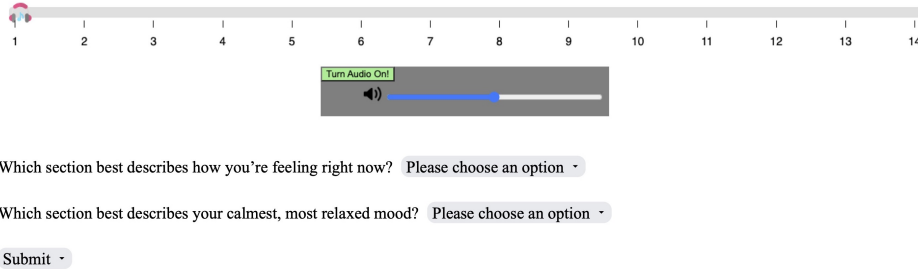 1 2 3 4 5 6 7 8 9 10 11 12 13 14
Turn Audio On!
Which section best describes how you’re feeling right now? Please choose an option
Which section best describes your calmest, most relaxed mood? Please choose an option
Submit